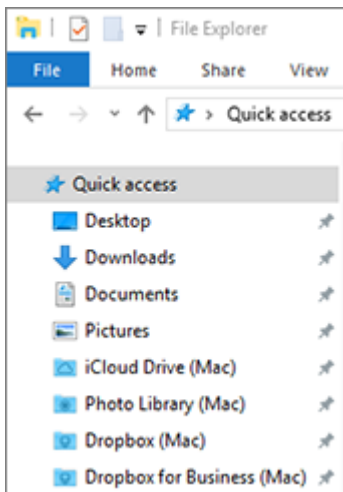 File Explorer
File Home Share View
Quick access
Quick access
Desktop
Downloads
Documents
Pictures
iCloud Drive (Mac)
Photo Library (Mac)
Dropbox (Mac)
Dropbox for Business (Mac)